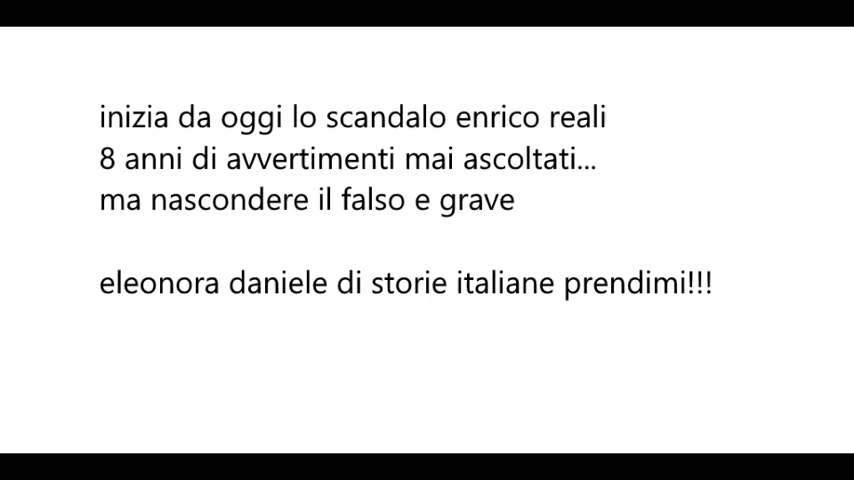 inizia da oggi lo scandalo enrico reali
8 anni di avvertimenti mai ascoltati...
ma nascondere il falso e grave
eleonora daniele di storie italiane prendimi!!!